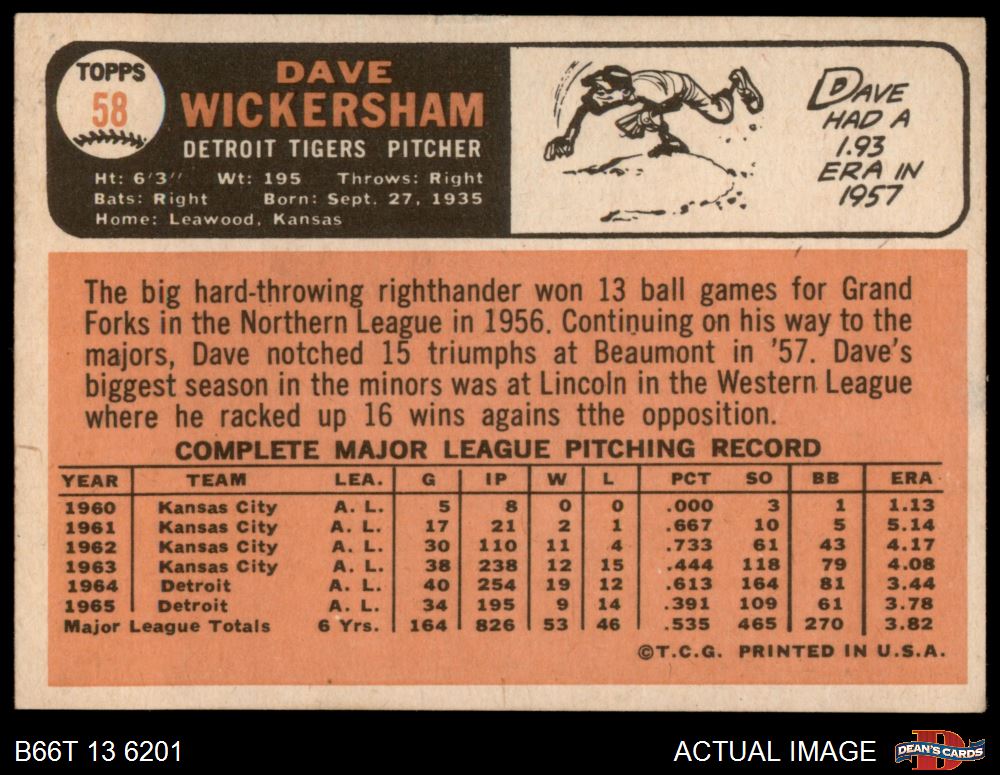 TOPPS
58
DAVE
WICKERSHAM
DETROIT TIGERS PITCHER
Ht: 6'3" Wt: 195 Throws: Right
Bats: Right Born: Sept. 27, 1935
Home: Leawood, Kansas
DAVE
HAD A
1.93
ERA IN
1957
The big hard-throwing righthander won 13 ball games for Grand
Forks in the Northern League in 1956. Continuing on his way to the
majors, Dave notched 15 triumphs at Beaumont in '57. Dave's
biggest season in the minors was at Lincoln in the Western League
where he racked up 16 wins agains tthe opposition.
COMPLETE MAJOR LEAGUE PITCHING RECORD
YEAR TEAM LEA. G IP W L PCT SO BB ERA
1960 Kansas City A. L. 5 8 0 0 .000 3 1 1.13
1961 Kansas City A. L. 17 21 2 1 .667 10 5 5.14
1962 Kansas City A. L. 30 110 11 4 .733 61 43 4.17
1963 Kansas City A. L. 38 238 12 15 .444 118 79 4.08
1964 Detroit A. L. 40 254 19 12 .613 164 81 3.44
1965 Detroit A. L. 34 195 9 14 .391 109 61 3.78
Major League Totals 6 Yrs. 164 826 53 46 .535 465 270 3.82
©T.C.G. PRINTED IN U.S.A.
B66T 13 6201
ACTUAL IMAGE
D
DEAN'S CARDS